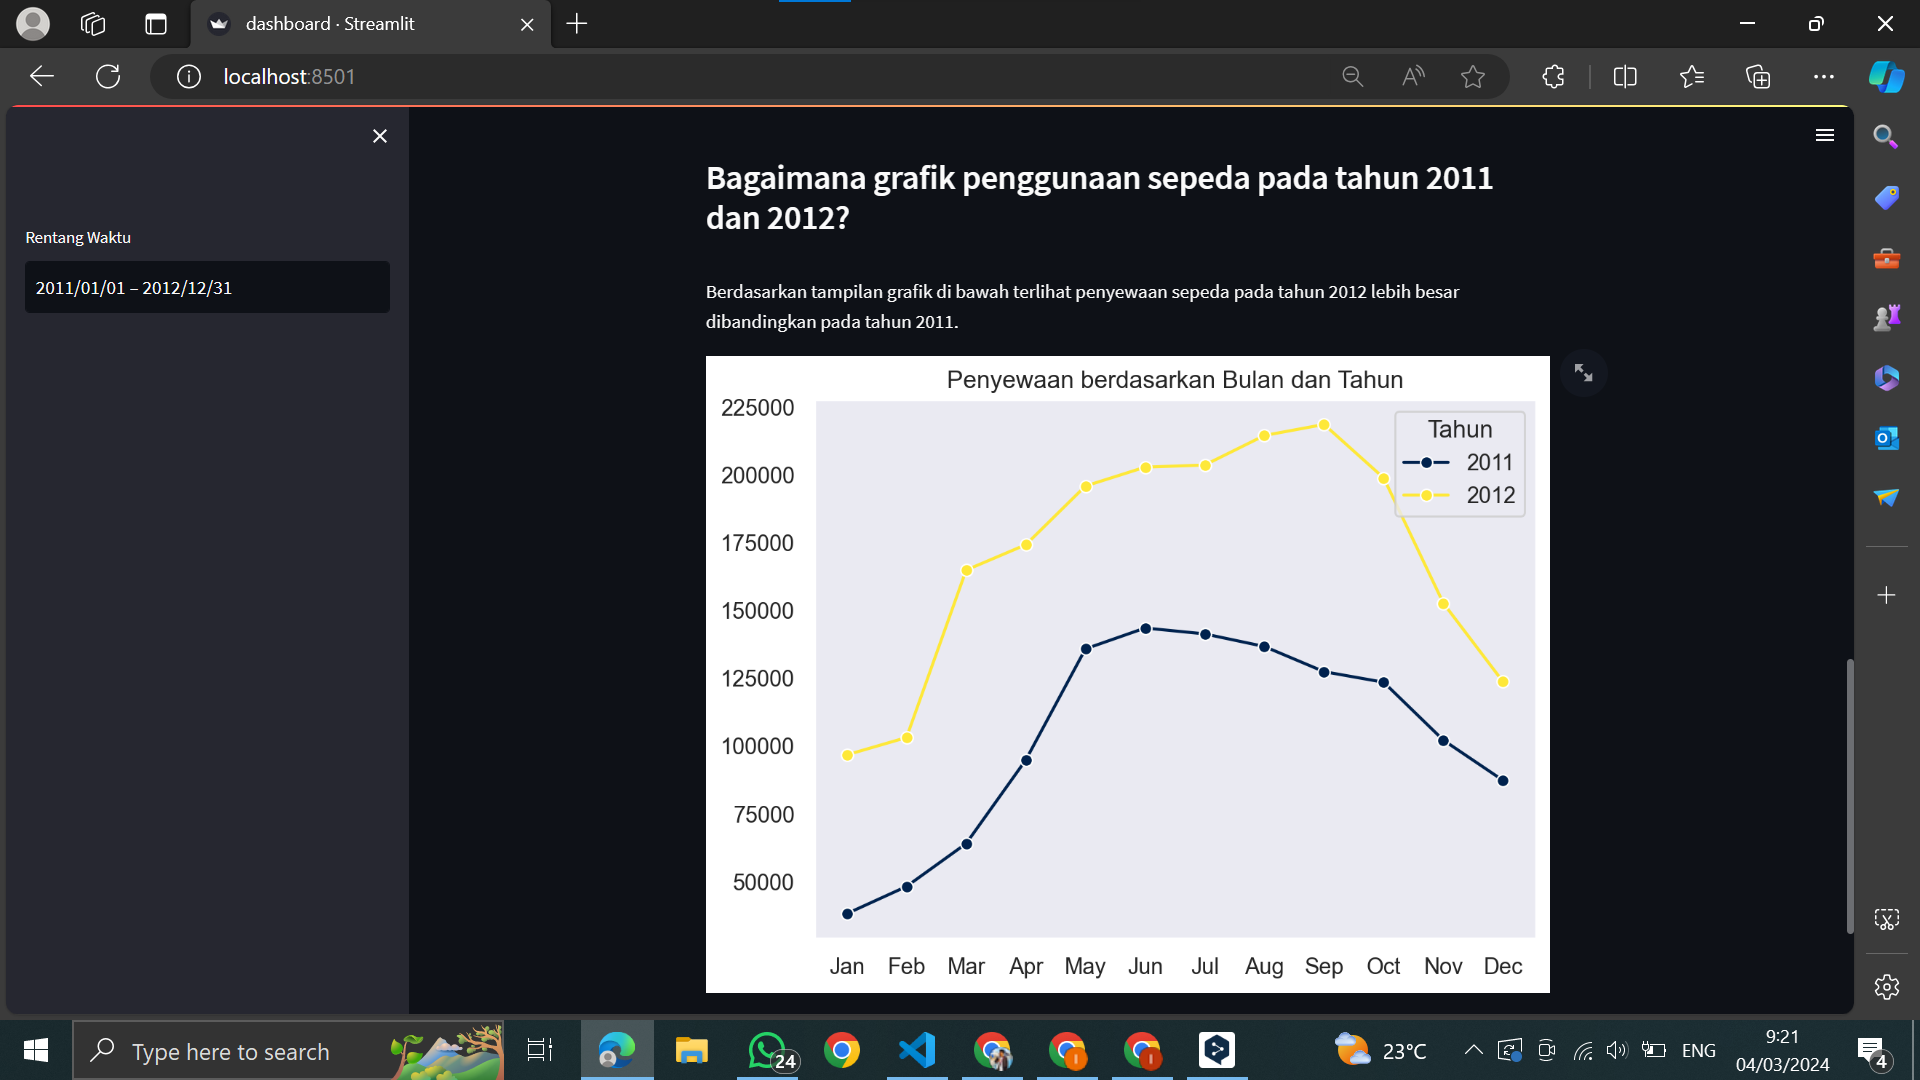 dashboard · Streamlit
localhost:8501
Rentang Waktu
2011/01/01 – 2012/12/31
Bagaimana grafik penggunaan sepeda pada tahun 2011
dan 2012?
Berdasarkan tampilan grafik di bawah terlihat penyewaan sepeda pada tahun 2012 lebih besar
dibandingkan pada tahun 2011.
Penyewaan berdasarkan Bulan dan Tahun
225000
200000
175000
150000
125000
100000
75000
50000
Tahun
2011
2012
Jan Feb Mar Apr May Jun Jul Aug Sep Oct Nov Dec
Type here to search
24
23°C
ENG
9:21
04/03/2024
4